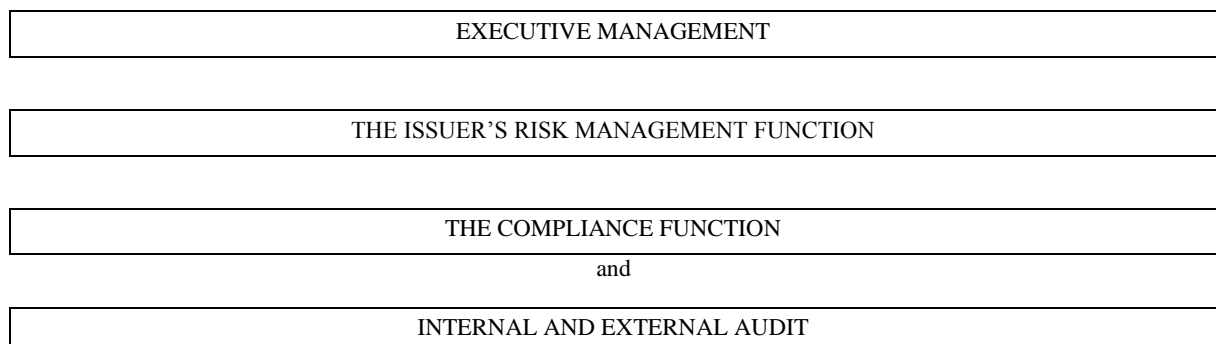 EXECUTIVE MANAGEMENT
THE ISSUER’S RISK MANAGEMENT FUNCTION
THE COMPLIANCE FUNCTION
and
INTERNAL AND EXTERNAL AUDIT